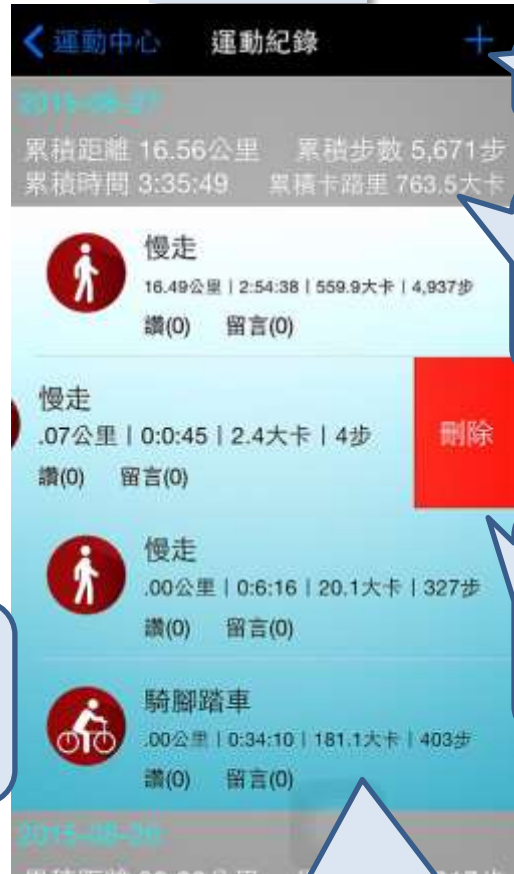 運動中心 運動紀錄 +
累積距離 16.56公里 累積步數 5,671步
累積時間 3:35:49 累積卡路里 763.5大卡
慢走
16.49公里 | 2:54:38 | 559.9大卡 | 4,937步
讚(0) 留言(0)
慢走
.07公里 | 0:0:45 | 2.4大卡 | 4步
讚(0) 留言(0)
刪除
慢走
.00公里 | 0:6:16 | 20.1大卡 | 327步
讚(0) 留言(0)
騎腳踏車
.00公里 | 0:34:10 | 181.1大卡 | 403步
讚(0) 留言(0)